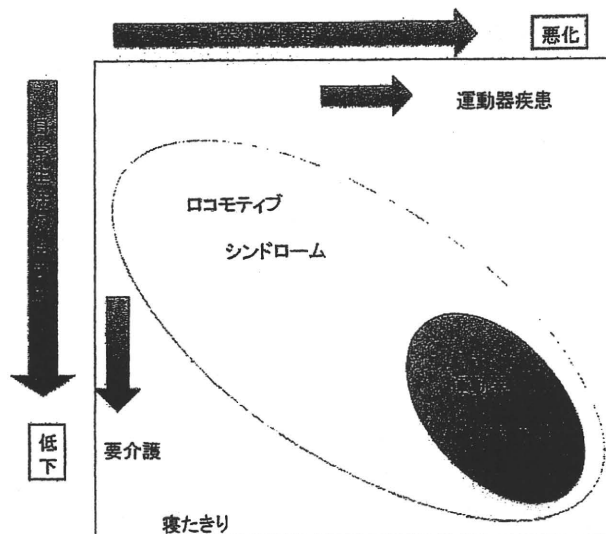 悪化
運動器疾患
ロコモティブ
シンドローム
低下
要介護
寝たきり